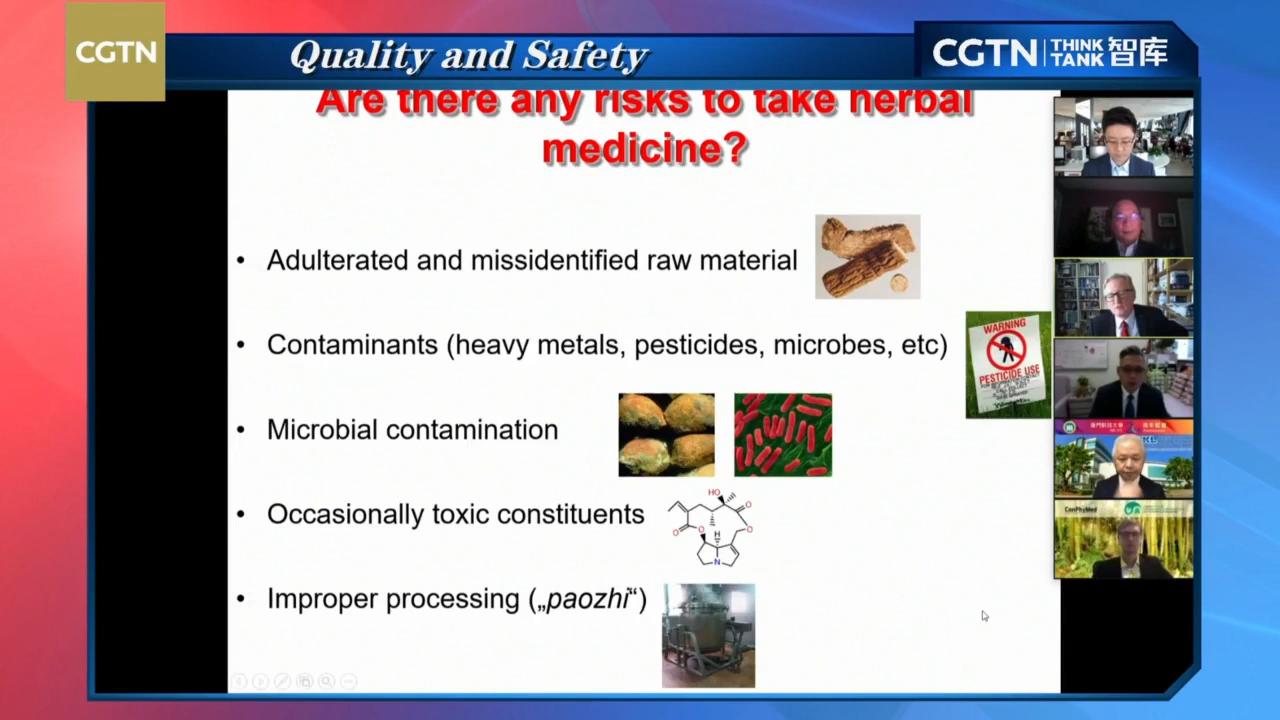 CGTN
Quality and Safety
CGTN THINK TANK 智库
Are there any risks to take herbal
medicine?
• Adulterated and missidentified raw material
• Contaminants (heavy metals, pesticides, microbes, etc)
WARNING
PESTICIDE USE
• Microbial contamination
• Occasionally toxic constituents
HO
O
O
O
O
H
N
• Improper processing („paozhi“)
ConPhyMed